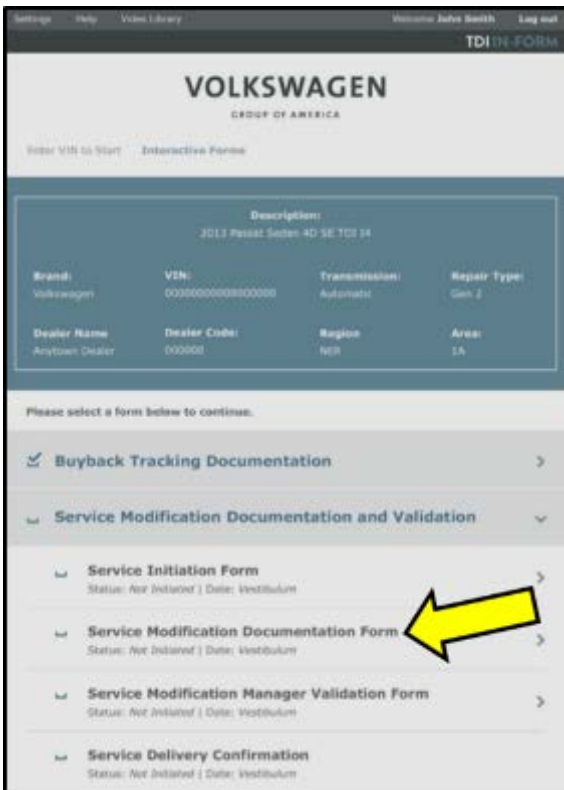 Settings Help Video Library Welcome John Smith Log out
TDI IN-FORM
VOLKSWAGEN
GROUP OF AMERICA
Enter VIN to Start Interactive Forms
Description:
2013 Passat Sedan 4D SE TDI I4
Brand: VIN: Transmission: Repair Type:
Volkswagen Automatic Gen 2
Dealer Name Dealer Code: Region Area:
Anytown Dealer 000000 NER 1A
Please select a form below to continue.
Buyback Tracking Documentation
Service Modification Documentation and Validation
Service Initiation Form
Status: Not Initiated | Date: Vestibulum
Service Modification Documentation Form
Status: Not Initiated | Date: Vestibulum
Service Modification Manager Validation Form
Status: Not Initiated | Date: Vestibulum
Service Delivery Confirmation
Status: Not Initiated | Date: Vestibulum